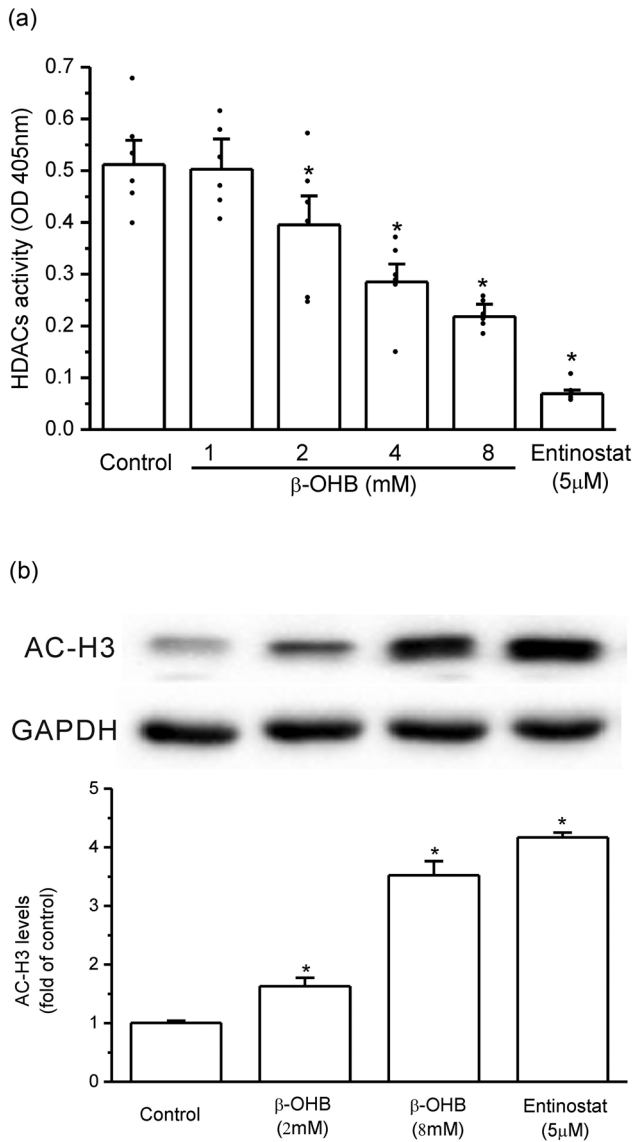 (a)
HDACs activity (OD 405nm)
0.7
0.6
0.5
0.4
0.3
0.2
0.1
0.0
*
*
*
*
Control
1
2
4
8
Entinostat
(5μM)
β-OHB (mM)
(b)
AC-H3
GAPDH
AC-H3 levels
(fold of control)
5
4
3
2
1
0
*
*
*
Control
β-OHB
(2mM)
β-OHB
(8mM)
Entinostat
(5μM)